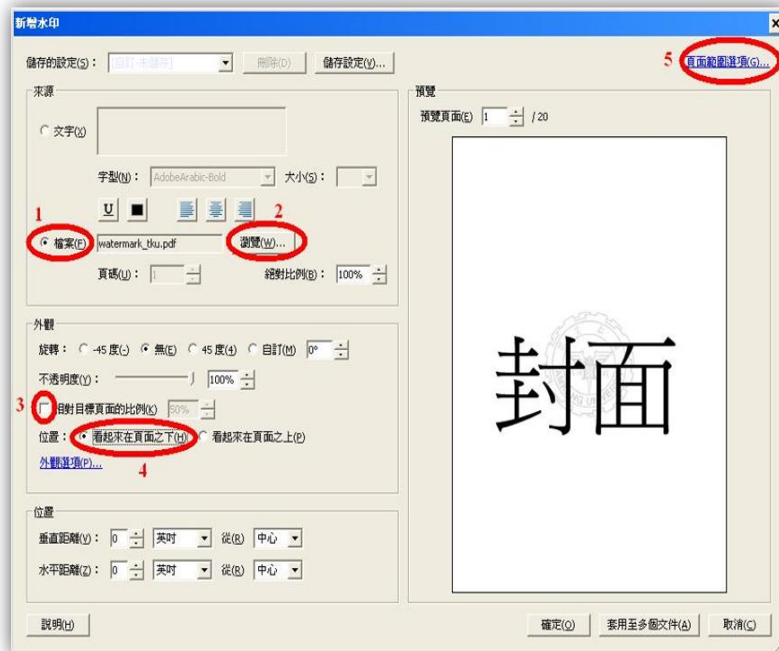 新增水印
儲存的設定(S)： [自訂-未儲存] 刪除(D) 儲存設定(V)...
5 頁面範圍選項(G)...
來源
文字(X)
字型(N)： AdobeArabic-Bold 大小(S)：
U
1 2
檔案(F) watermark_tku.pdf 瀏覽(W)...
頁碼(U)： 1 絕對比例(B)： 100%
外觀
旋轉： -45 度(-) 無(E) 45 度(4) 自訂(M) 0°
不透明度(Y)： 100%
3 相對目標頁面的比例(K) 50%
位置： 看起來在頁面之下(H) 看起來在頁面之上(P)
外觀選項(P)... 4
位置
垂直距離(V)： 0 英吋 從(R) 中心
水平距離(Z)： 0 英吋 從(R) 中心
預覽
預覽頁面(E) 1 / 20
封面
說明(H) 確定(O) 套用至多個文件(A) 取消(C)